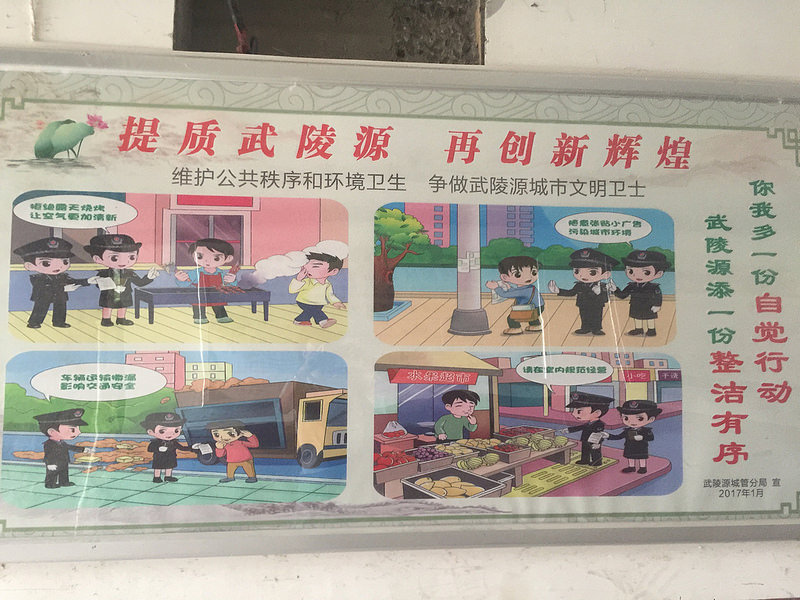 提质武陵源 再创新辉煌
维护公共秩序和环境卫生 争做武陵源城市文明卫士
拒绝露天烧烤
让空气更加清新
随意张贴小广告
污染城市环境
车辆运输撒漏
影响交通安全
水果超市
请在室内规范经营
小吃
干洗
你我多一份自觉行动
武陵源添一份整洁有序
武陵源城管分局 宣
2017年1月